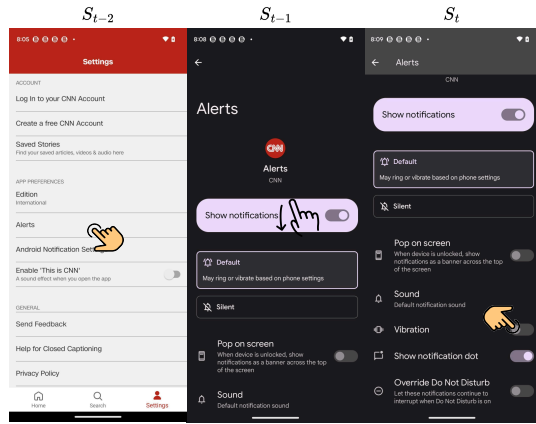 S_{t−2}
8:05
Settings
ACCOUNT
Log In to your CNN Account
Create a free CNN Account
Saved Stories
Find your saved articles, videos & audio here
APP PREFERENCES
Edition
International
Alerts
Android Notification
Enable 'This is CNN'
A sound effect when you open the app
GENERAL
Send Feedback
Help for Closed Captioning
Privacy Policy
Home
Search
Settings
S_{t−1}
8:08
Alerts
CNN
Alerts
CNN
Show notifications
Default
May ring or vibrate based on phone settings
Silent
Pop on screen
When device is unlocked, show
notifications as a banner across the top
of the screen
Sound
Default notification sound
S_t
8:09
Alerts
CNN
Show notifications
Default
May ring or vibrate based on phone settings
Silent
Pop on screen
When device is unlocked, show
notifications as a banner across the top
of the screen
Sound
Default notification sound
Vibration
Show notification dot
Override Do Not Disturb
Let these notifications continue to
interrupt when Do Not Disturb is on